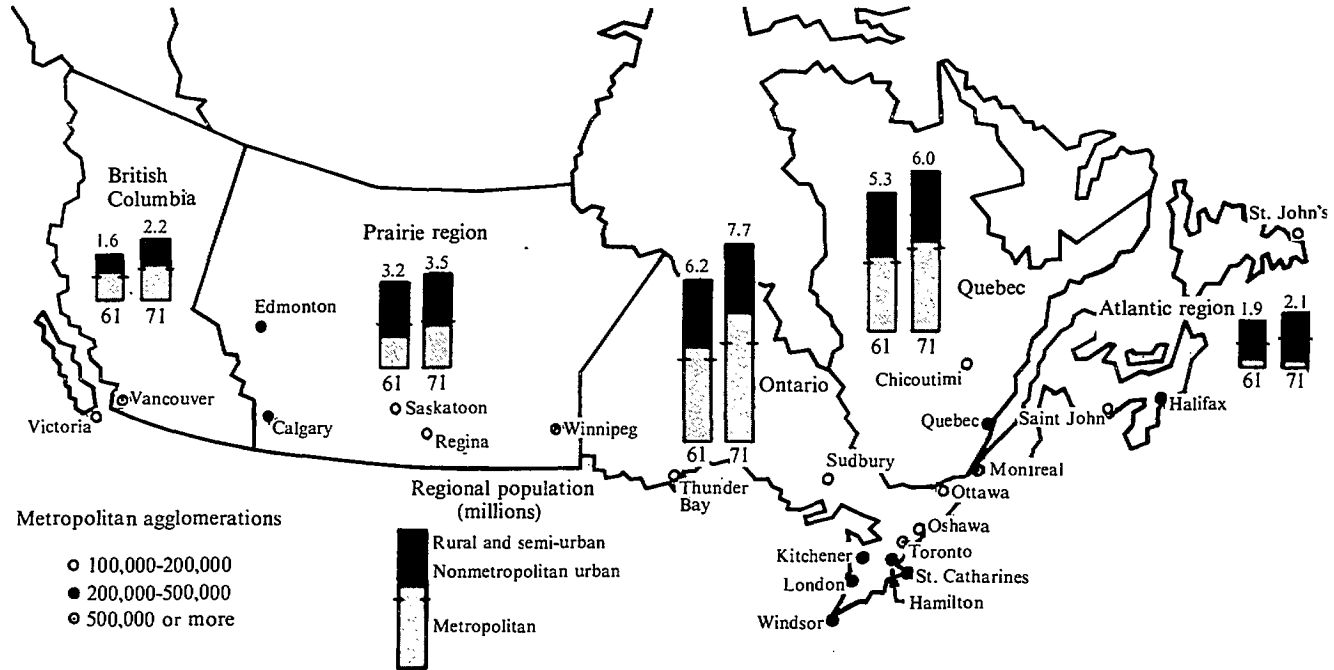 British
Columbia
1.6
2.2
61
71
Prairie region
3.2
3.5
61
71
6.2
7.7
61
71
Ontario
5.3
6.0
61
71
Quebec
Atlantic region
1.9
2.1
61
71
St. John's
Edmonton
Vancouver
Victoria
Calgary
Saskatoon
Regina
Winnipeg
Chicoutimi
Quebec
Saint John
Halifax
Sudbury
Montreal
Thunder
Bay
Ottawa
Oshawa
Kitchener
Toronto
London
St. Catharines
Hamilton
Windsor
Regional population
(millions)
Rural and semi-urban
Nonmetropolitan urban
Metropolitan
Metropolitan agglomerations
100,000-200,000
200,000-500,000
500,000 or more